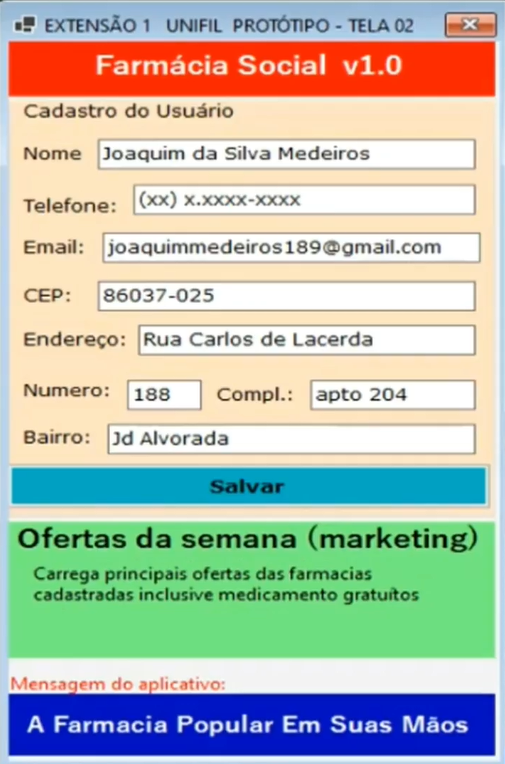 EXTENSÃO 1 UNIFIL PROTÓTIPO - TELA 02
Farmácia Social v1.0
Cadastro do Usuário
Nome Joaquim da Silva Medeiros
Telefone: (xx) x.xxxx-xxxx
Email: joaquimmedeiros189@gmail.com
CEP: 86037-025
Endereço: Rua Carlos de Lacerda
Numero: 188 Compl.: apto 204
Bairro: Jd Alvorada
Salvar
Ofertas da semana (marketing)
Carrega principais ofertas das farmacias
cadastradas inclusive medicamento gratuítos
Mensagem do aplicativo:
A Farmacia Popular Em Suas Mãos